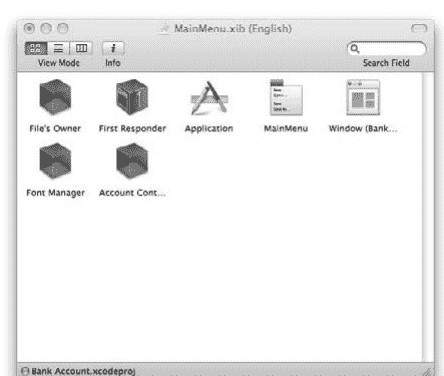 MainMenu.xib (English)
View Mode Info Search Field
File's Owner First Responder Application MainMenu Window (Bank...
Font Manager Account Cont...
Bank Account.xcodeproj